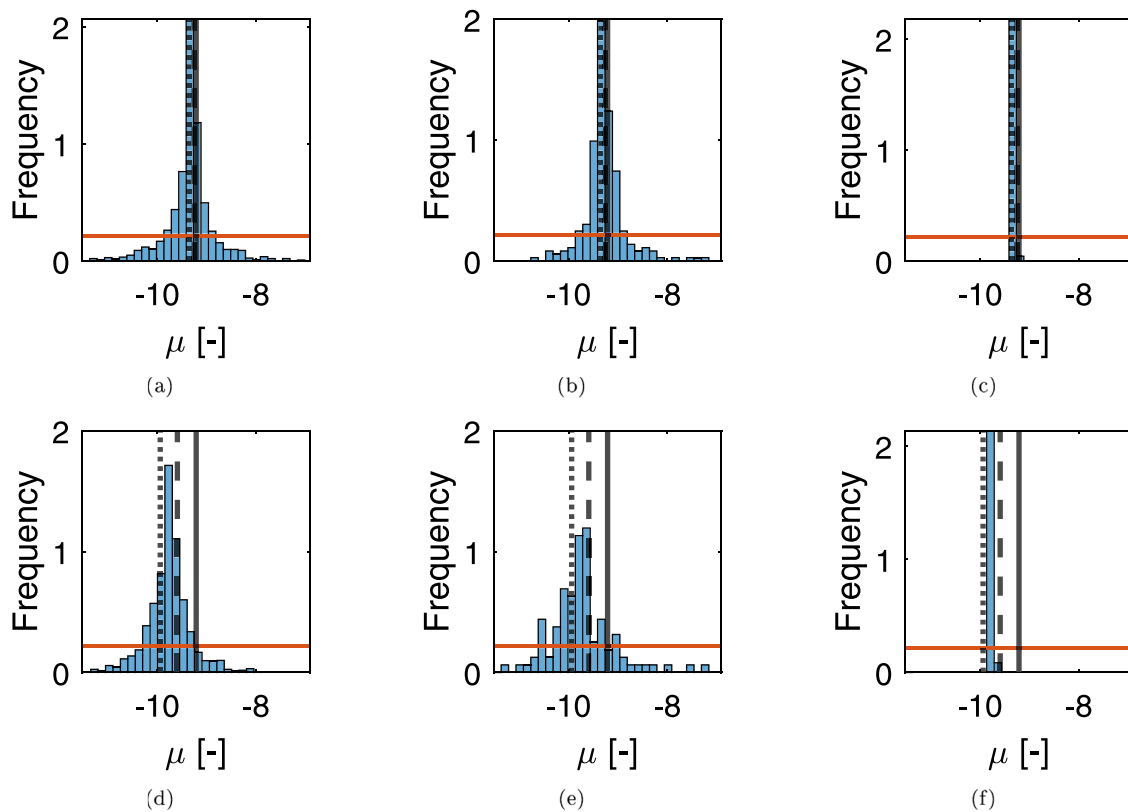 2 2 2
Frequency Frequency Frequency
1 1 1
0 0 0
-10 -8 -10 -8 -10 -8
μ [-] μ [-] μ [-]
(a) (b) (c)
2 2 2
Frequency Frequency Frequency
1 1 1
0 0 0
-10 -8 -10 -8 -10 -8
μ [-] μ [-] μ [-]
(d) (e) (f)